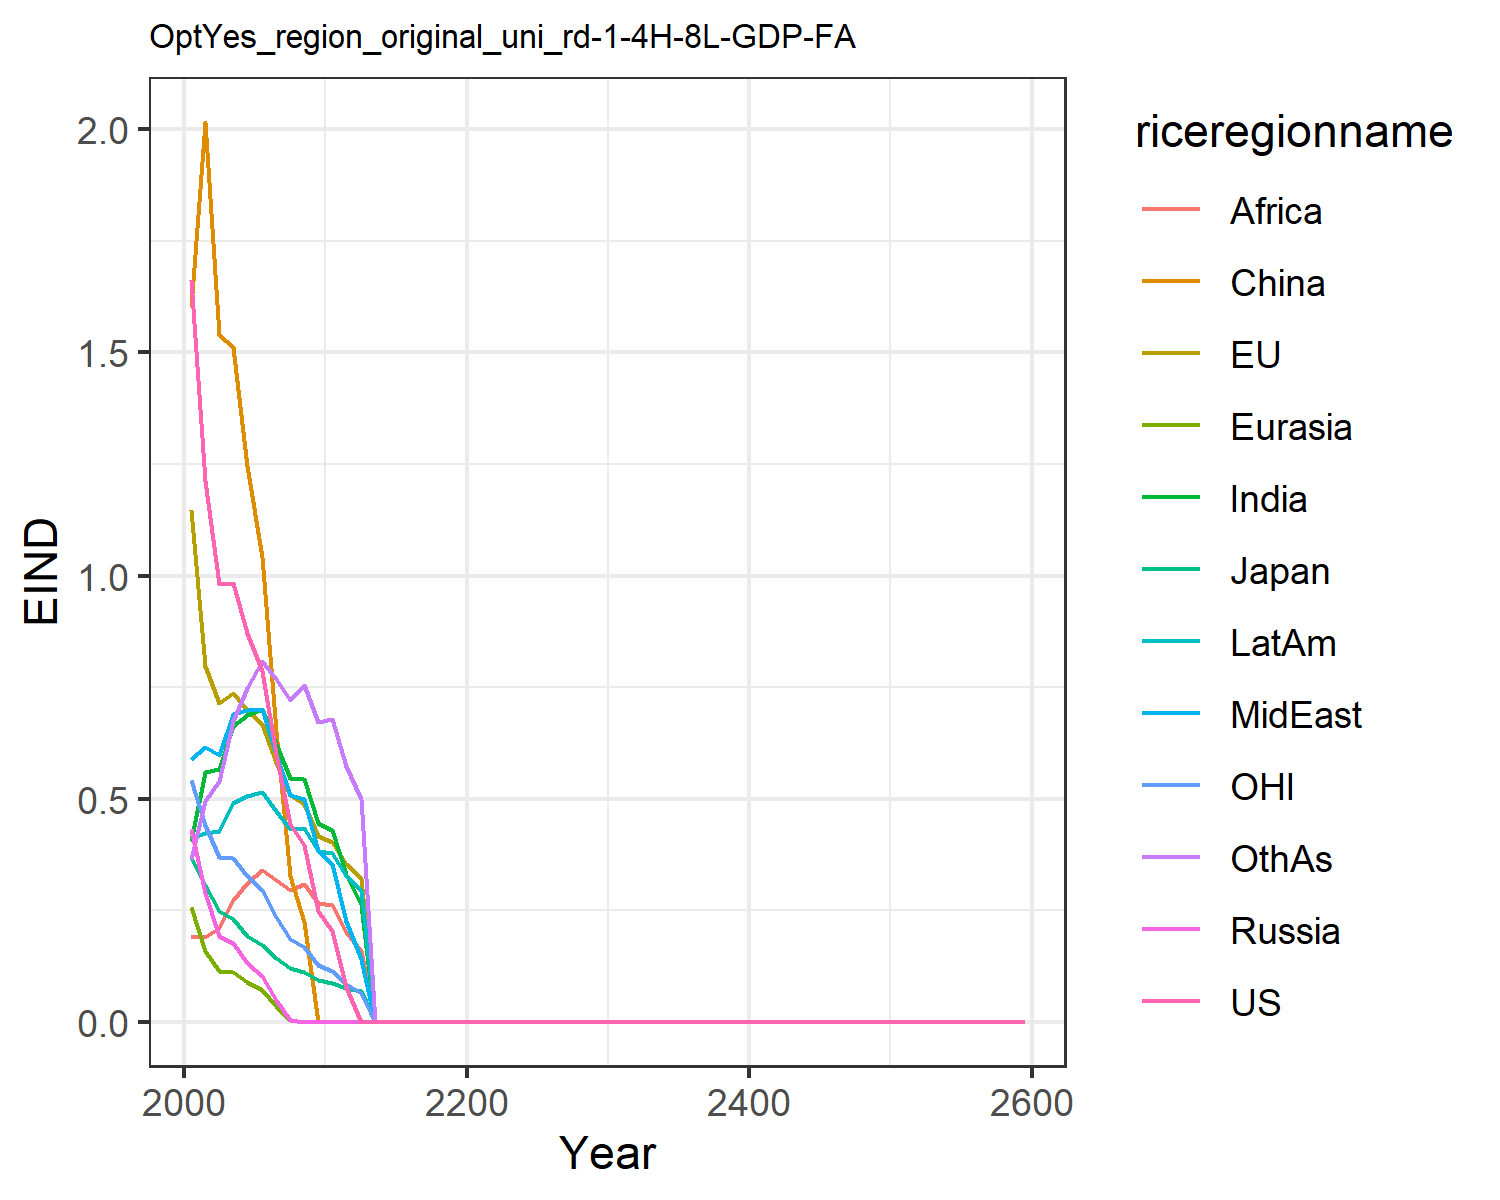 OptYes_region_original_uni_rd-1-4H-8L-GDP-FA
2.0
1.5
1.0
0.5
0.0
EIND
2000
2200
2400
2600
Year
riceregionname
Africa
China
EU
Eurasia
India
Japan
LatAm
MidEast
OHI
OthAs
Russia
US